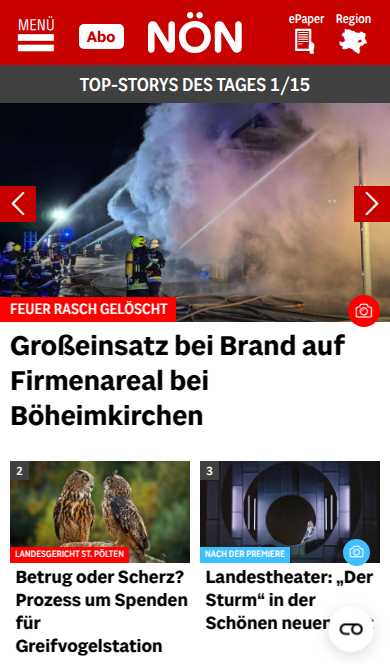 MENÜ
Abo
NÖN
ePaper
Region
TOP-STORYS DES TAGES 1/15
FEUER RASCH GELÖSCHT
Großeinsatz bei Brand auf
Firmenareal bei
Böheimkirchen
2
LANDESGERICHT ST. PÖLTEN
Betrug oder Scherz?
Prozess um Spenden
für
Greifvogelstation
3
NACH DER PREMIERE
Landestheater: „Der
Sturm“ in der
Schönen neuen